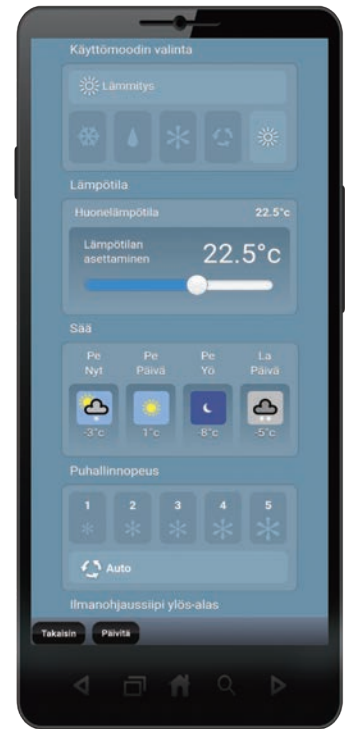 Käyttömoodin valinta
Lämmitys
Lämpötila
Huonelämpötila 22.5°c
Lämpötilan
asettaminen
22.5°c
Sää
Pe Pe Pe La
Nyt Päivä Yö Päivä
-3°c 1°c -8°c -5°c
Puhallinnopeus
1 2 3 4 5
Auto
Ilmanohjaussiipi ylös-alas
Takaisin Päivitä